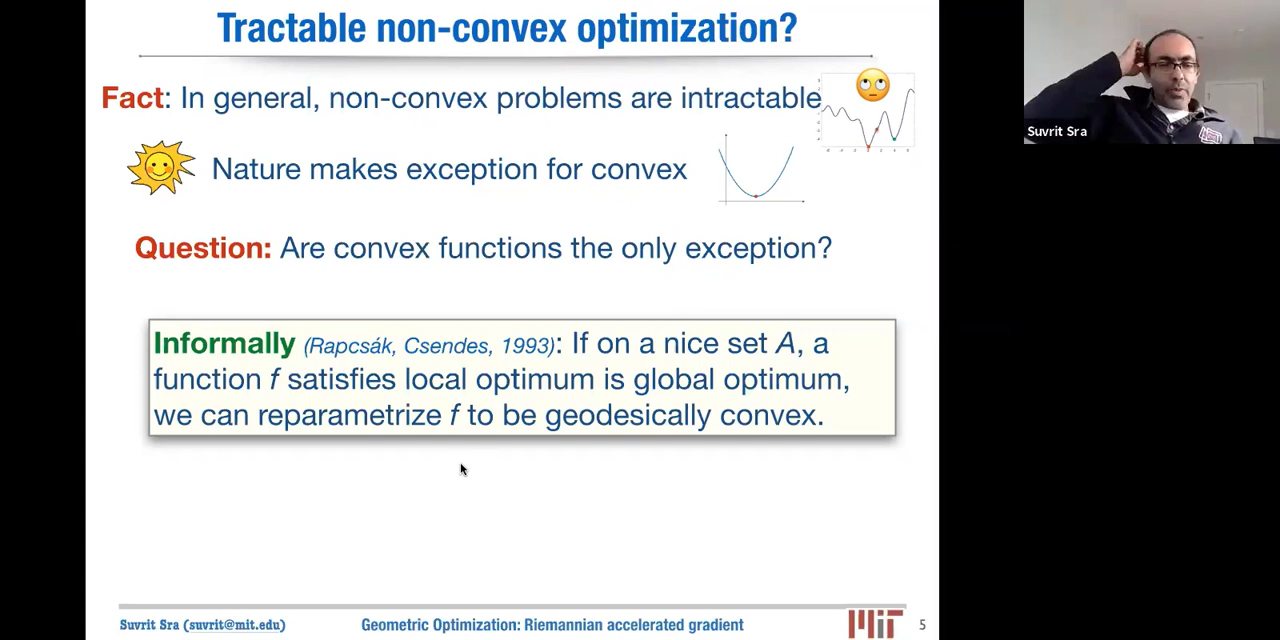 Tractable non-convex optimization?
Fact: In general, non-convex problems are intractable
Nature makes exception for convex
Suvrit Sra
Question: Are convex functions the only exception?
Informally (Rapcsák, Csendes, 1993): If on a nice set A, a
function f satisfies local optimum is global optimum,
we can reparametrize f to be geodesically convex.
Suvrit Sra (suvrit@mit.edu)
Geometric Optimization: Riemannian accelerated gradient
MIT
5